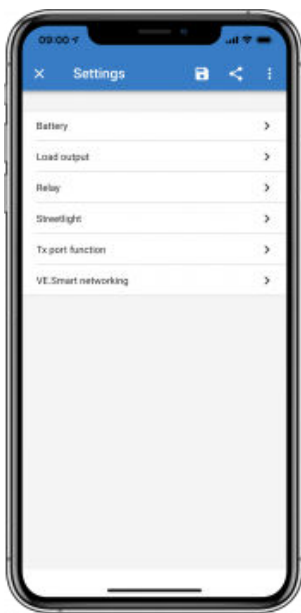 09:00
Settings
Battery
Load output
Relay
Streetlight
Tx port function
VE.Smart networking